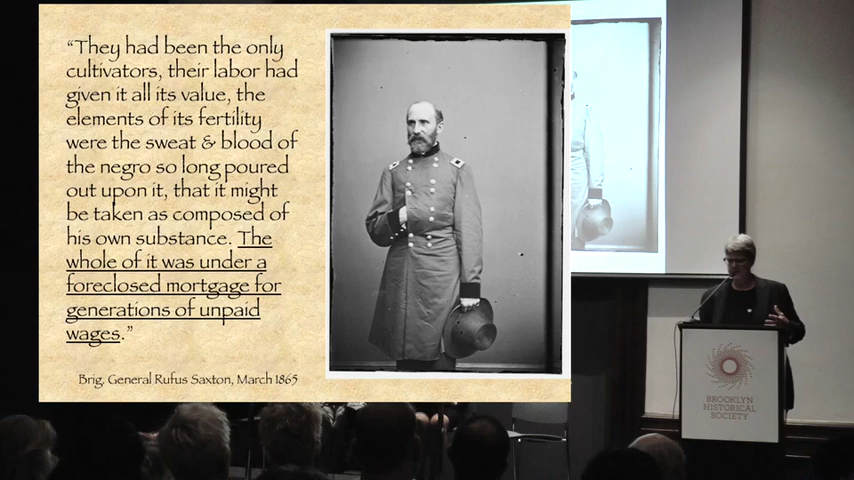 “They had been the only
cultivators, their labor had
given it all its value, the
elements of its fertility
were the sweat & blood of
the negro so long poured
out upon it, that it might
be taken as composed of
his own substance. The
whole of it was under a
foreclosed mortgage for
generations of unpaid
wages.”
Brig. General Rufus Saxton, March 1865
BROOKLYN
HISTORICAL
SOCIETY